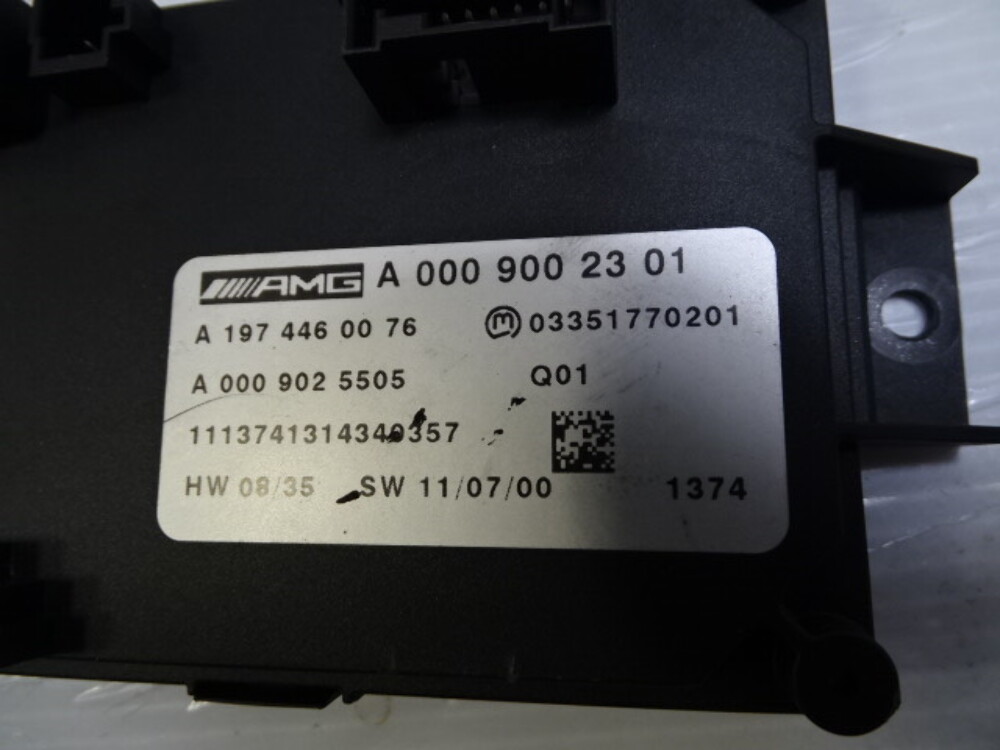 AMG A 000 900 23 01
A 197 446 00 76 M 03351770201
A 000 902 5505 Q01
1113741314340357
HW 08/35 SW 11/07/00 1374